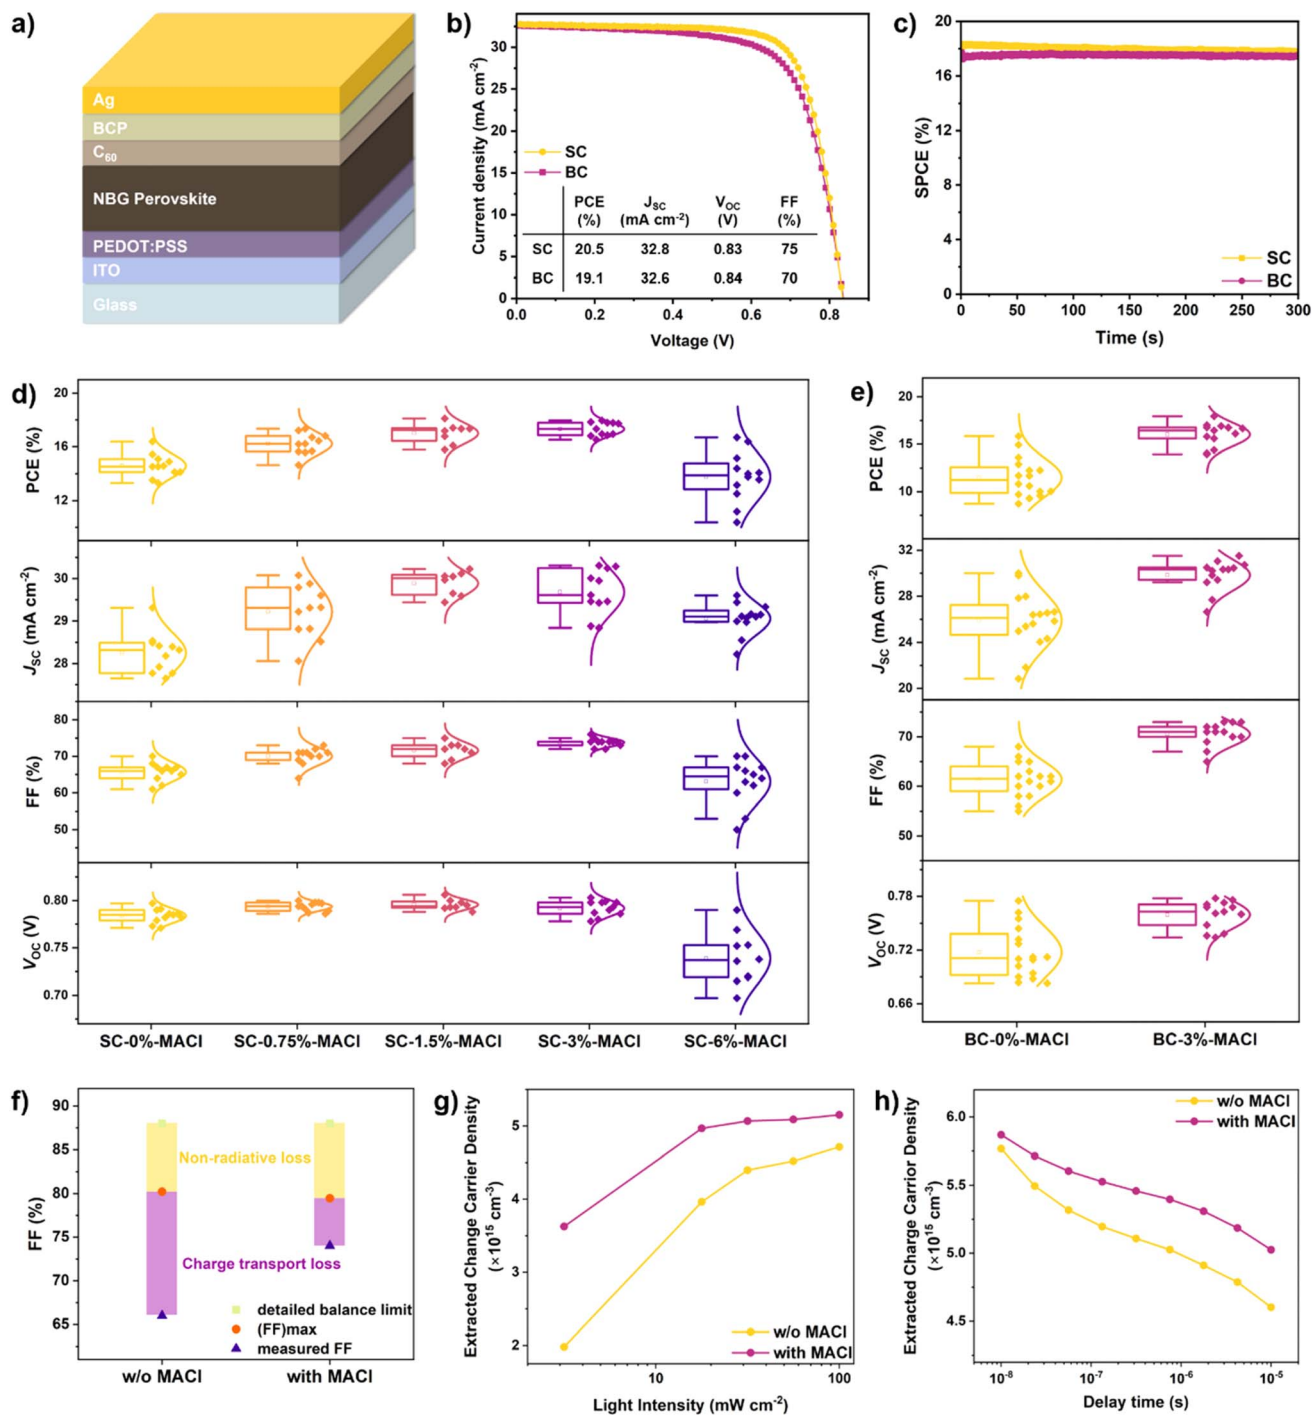 a)
Ag
BCP
C60
NBG Perovskite
PEDOT:PSS
ITO
Glass
b)
Current density (mA cm-2)
30
25
20
15
10
5
0
SC
BC
PCE (%) JSC (mA cm-2) VOC (V) FF (%)
SC 20.5 32.8 0.83 75
BC 19.1 32.6 0.84 70
0.0 0.2 0.4 0.6 0.8
Voltage (V)
c)
SPCE (%)
20
18
16
14
12
10
8
6
4
2
0
SC
BC
0 50 100 150 200 250 300
Time (s)
d)
PCE (%)
20
16
12
JSC (mA cm-2)
30
29
28
FF (%)
80
70
60
50
VOC (V)
0.80
0.75
0.70
SC-0%-MACl SC-0.75%-MACl SC-1.5%-MACl SC-3%-MACl SC-6%-MACl
e)
PCE (%)
20
15
10
JSC (mA cm-2)
32
28
24
20
FF (%)
70
60
50
VOC (V)
0.78
0.72
0.66
BC-0%-MACl BC-3%-MACl
f)
FF (%)
90
85
80
75
70
65
Non-radiative loss
Charge transport loss
detailed balance limit
(FF)max
measured FF
w/o MACl with MACl
g)
Extracted Change Carrier Density
(×10^15 cm-3)
5
4
3
2
w/o MACl
with MACl
10 100
Light Intensity (mW cm-2)
h)
Extracted Charge Carrior Density
(×10^15 cm-3)
6.0
5.5
5.0
4.5
w/o MACl
with MACl
10-8 10-7 10-6 10-5
Delay time (s)